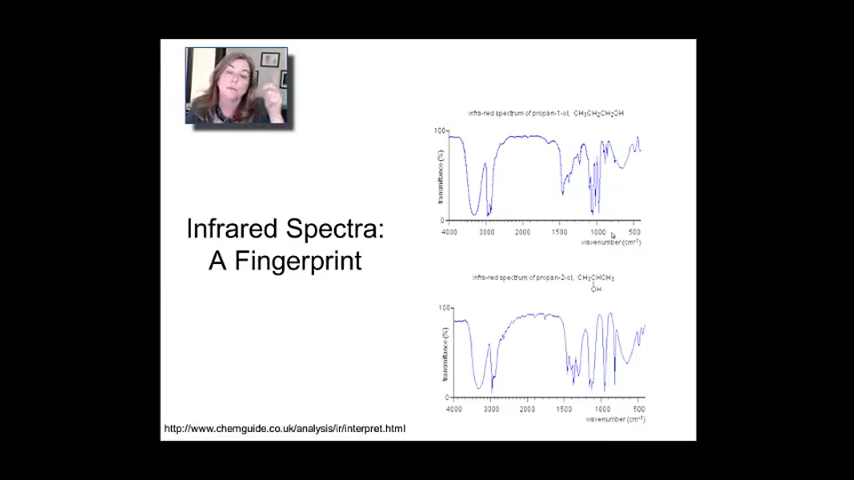 infra-red spectrum of propan-1-ol, CH3CH2CH2OH
100
transmittance (%)
0
4000 3000 2000 1500 1000 500
wavenumber (cm-1)
Infrared Spectra:
A Fingerprint
infra-red spectrum of propan-2-ol, CH3CHCH3
OH
100
transmittance (%)
0
4000 3000 2000 1500 1000 500
wavenumber (cm-1)
http://www.chemguide.co.uk/analysis/ir/interpret.html